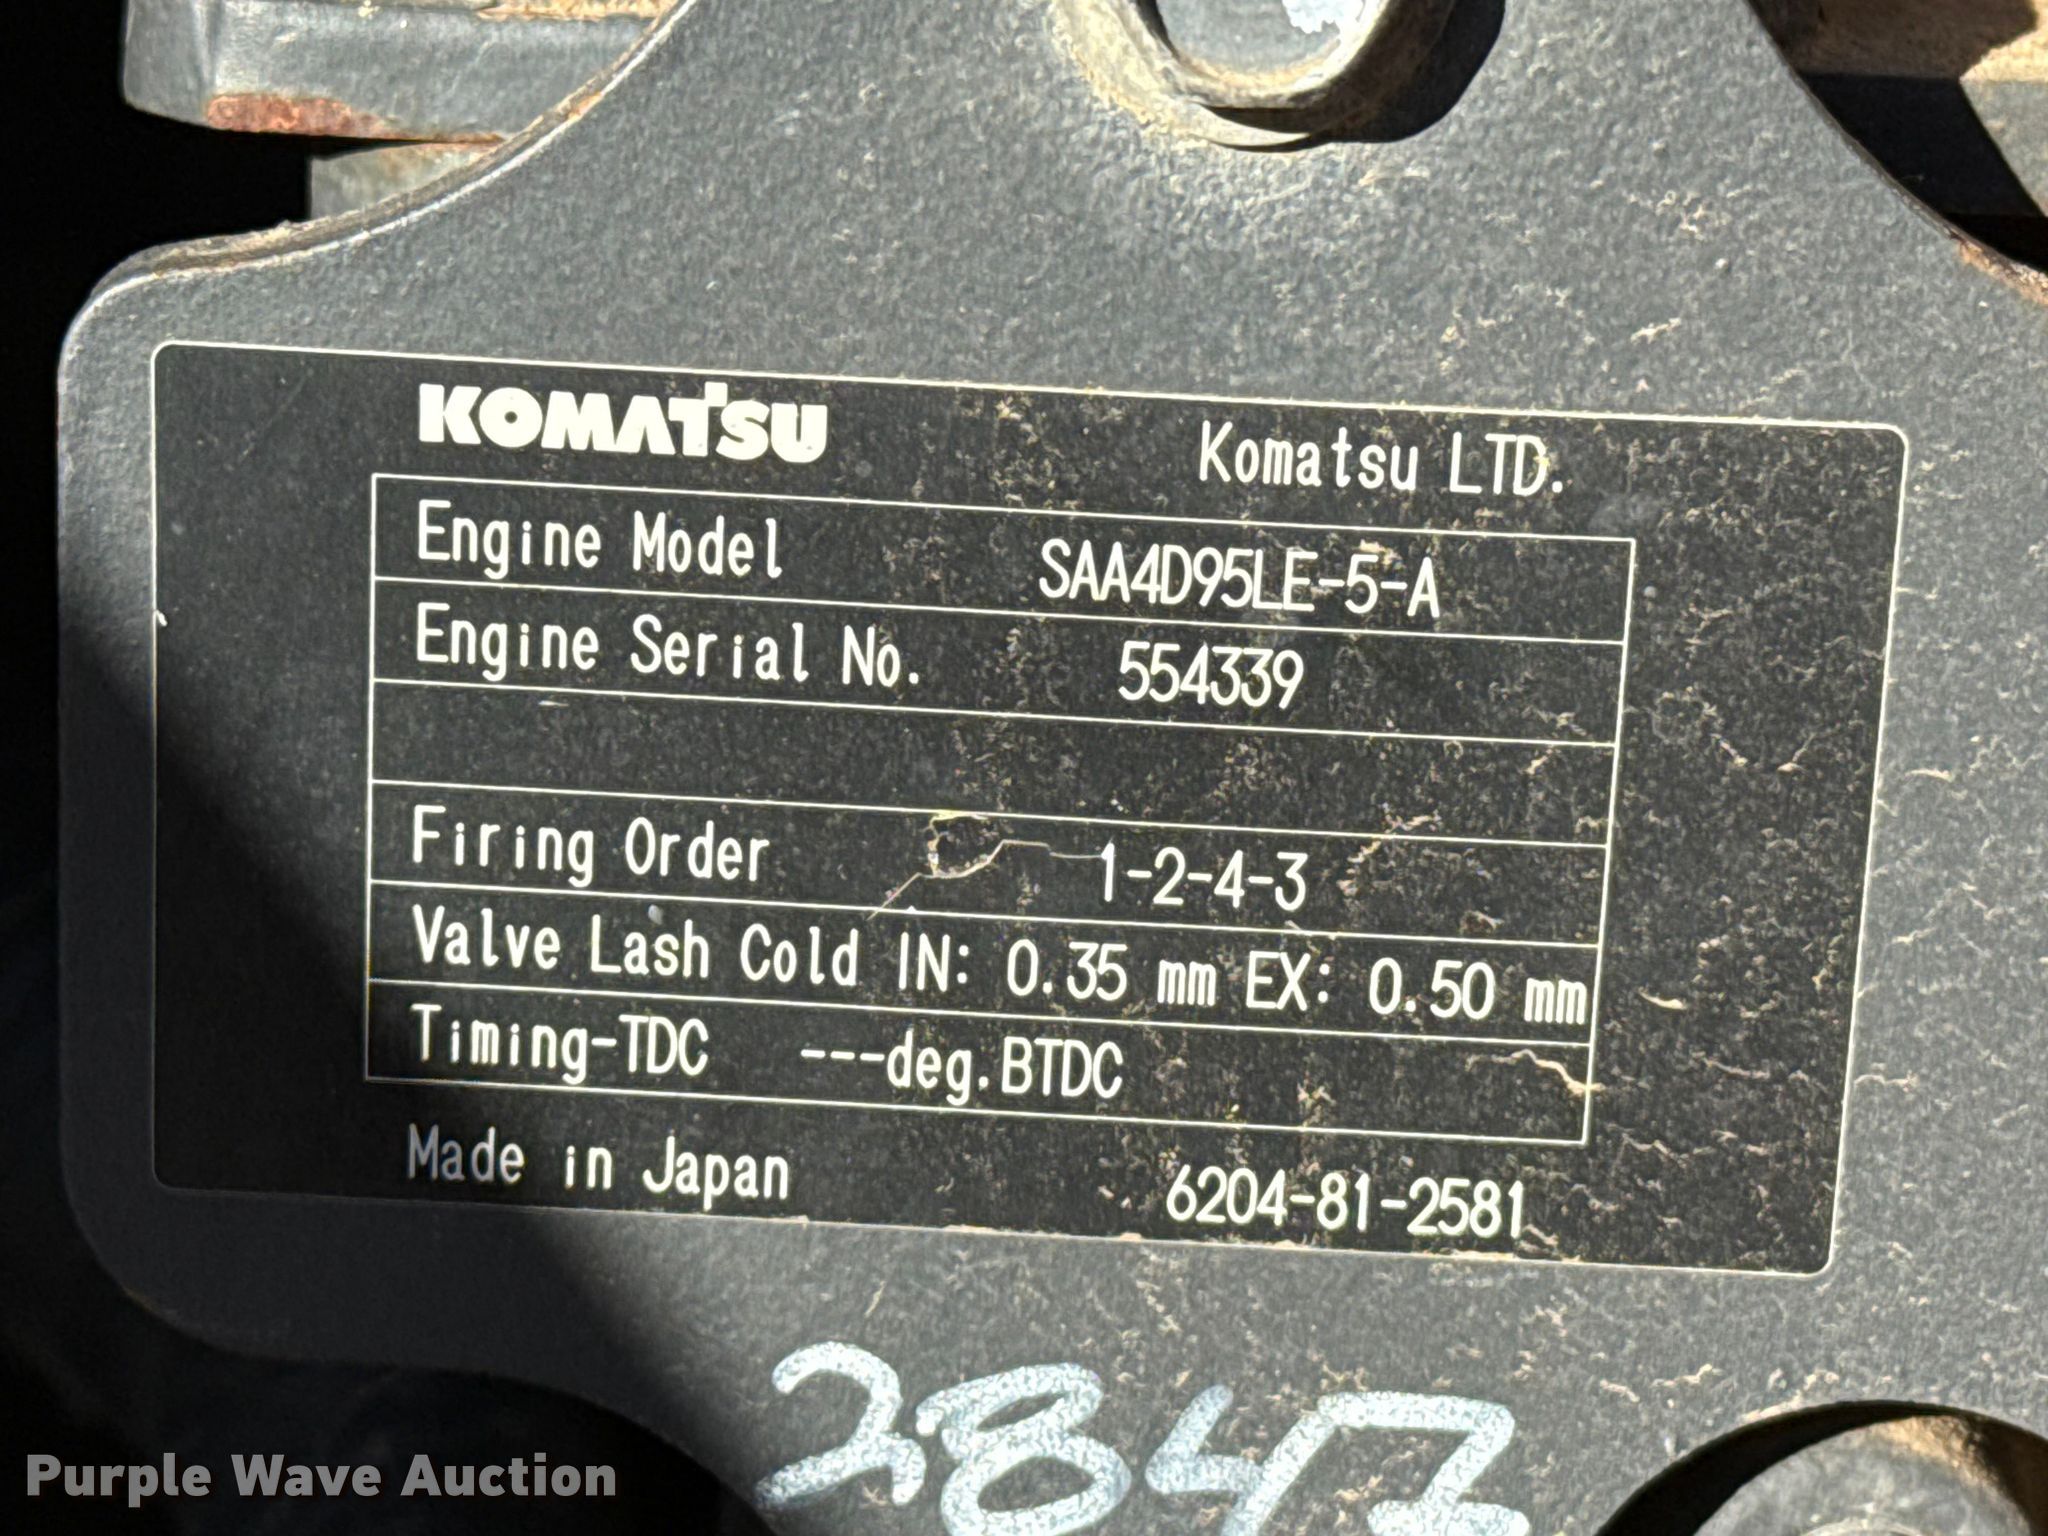 KOMATSU Komatsu LTD.
Engine Model SAA4D95LE-5-A
Engine Serial No. 554339
Firing Order 1-2-4-3
Valve Lash Cold IN: 0.35 mm EX: 0.50 mm
Timing-TDC ---deg.BTDC
Made in Japan 6204-81-2581
Purple Wave Auction